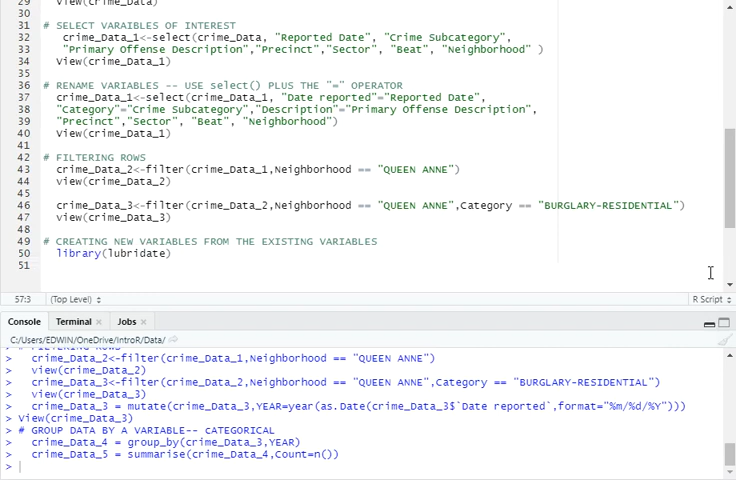 29 view(crime_Data)
30
31 # SELECT VARAIBLES OF INTEREST
32 crime_Data_1<-select(crime_Data, "Reported Date", "Crime Subcategory",
33 "Primary Offense Description","Precinct","Sector", "Beat", "Neighborhood" )
34 view(crime_Data_1)
35
36 # RENAME VARIABLES -- USE select() PLUS THE "=" OPERATOR
37 crime_Data_1<-select(crime_Data_1, "Date reported"="Reported Date",
38 "Category"="Crime Subcategory","Description"="Primary Offense Description",
39 "Precinct","Sector", "Beat", "Neighborhood")
40 view(crime_Data_1)
41
42 # FILTERING ROWS
43 crime_Data_2<-filter(crime_Data_1,Neighborhood == "QUEEN ANNE")
44 view(crime_Data_2)
45
46 crime_Data_3<-filter(crime_Data_2,Neighborhood == "QUEEN ANNE",Category == "BURGLARY-RESIDENTIAL")
47 view(crime_Data_3)
48
49 # CREATING NEW VARIABLES FROM THE EXISTING VARIABLES
50 library(lubridate)
51
57:3 (Top Level) R Script
Console Terminal × Jobs ×
C:/Users/EDWIN/OneDrive/IntroR/Data/
> # FILTERING ROWS
> crime_Data_2<-filter(crime_Data_1,Neighborhood == "QUEEN ANNE")
> view(crime_Data_2)
> crime_Data_3<-filter(crime_Data_2,Neighborhood == "QUEEN ANNE",Category == "BURGLARY-RESIDENTIAL")
> view(crime_Data_3)
> crime_Data_3 = mutate(crime_Data_3,YEAR=year(as.Date(crime_Data_3$`Date reported`,format="%m/%d/%Y")))
> View(crime_Data_3)
> # GROUP DATA BY A VARIABLE-- CATEGORICAL
> crime_Data_4 = group_by(crime_Data_3,YEAR)
> crime_Data_5 = summarise(crime_Data_4,Count=n())
>